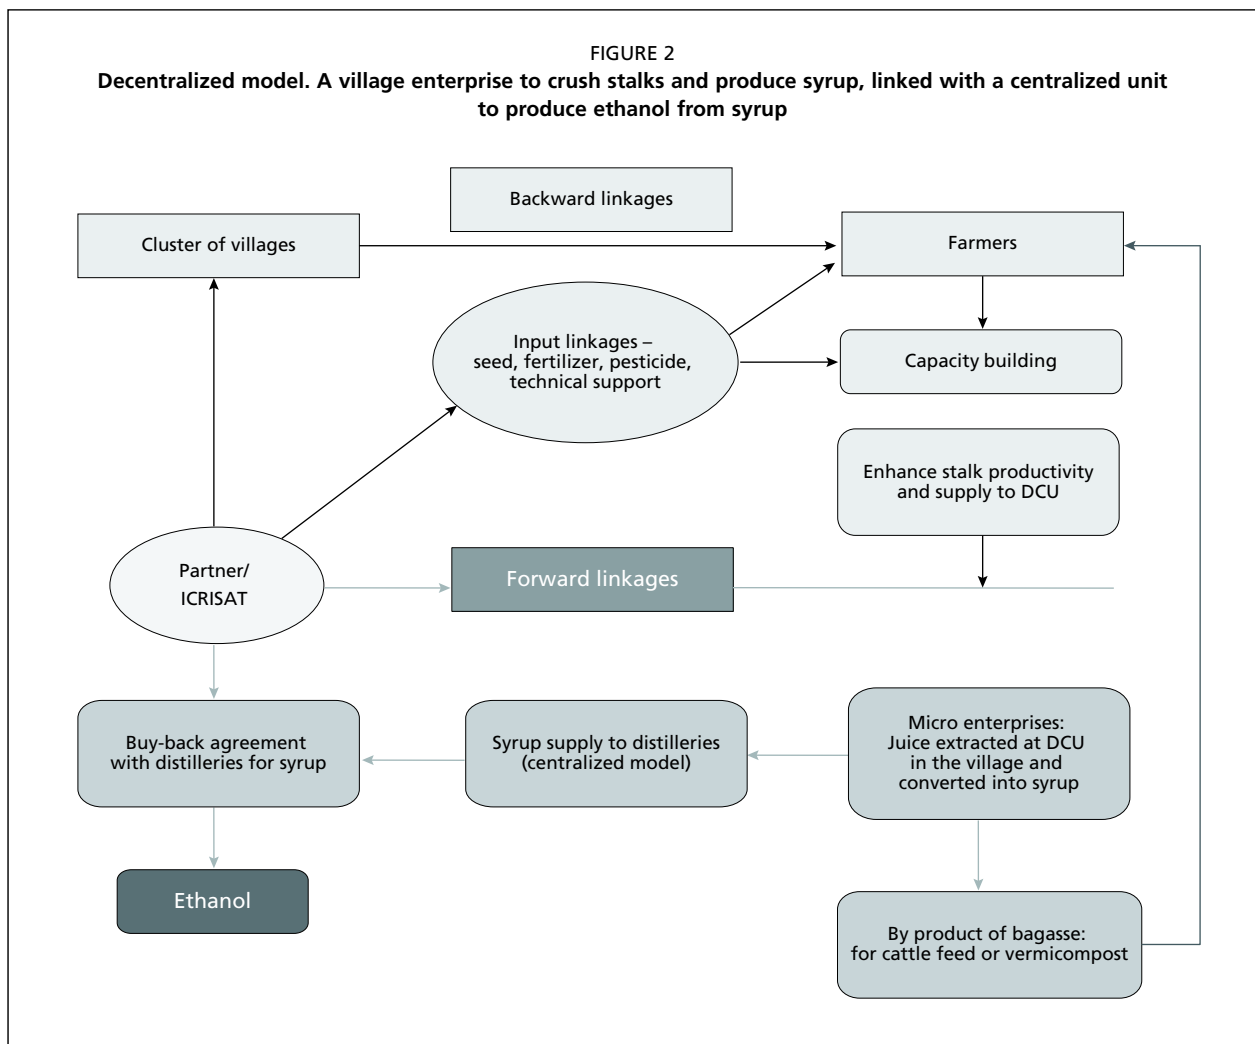 FIGURE 2
Decentralized model. A village enterprise to crush stalks and produce syrup, linked with a centralized unit
to produce ethanol from syrup
Backward linkages
Cluster of villages
Farmers
Input linkages –
seed, fertilizer, pesticide,
technical support
Capacity building
Enhance stalk productivity
and supply to DCU
Partner/
ICRISAT
Forward linkages
Buy-back agreement
with distilleries for syrup
Syrup supply to distilleries
(centralized model)
Micro enterprises:
Juice extracted at DCU
in the village and
converted into syrup
Ethanol
By product of bagasse:
for cattle feed or vermicompost